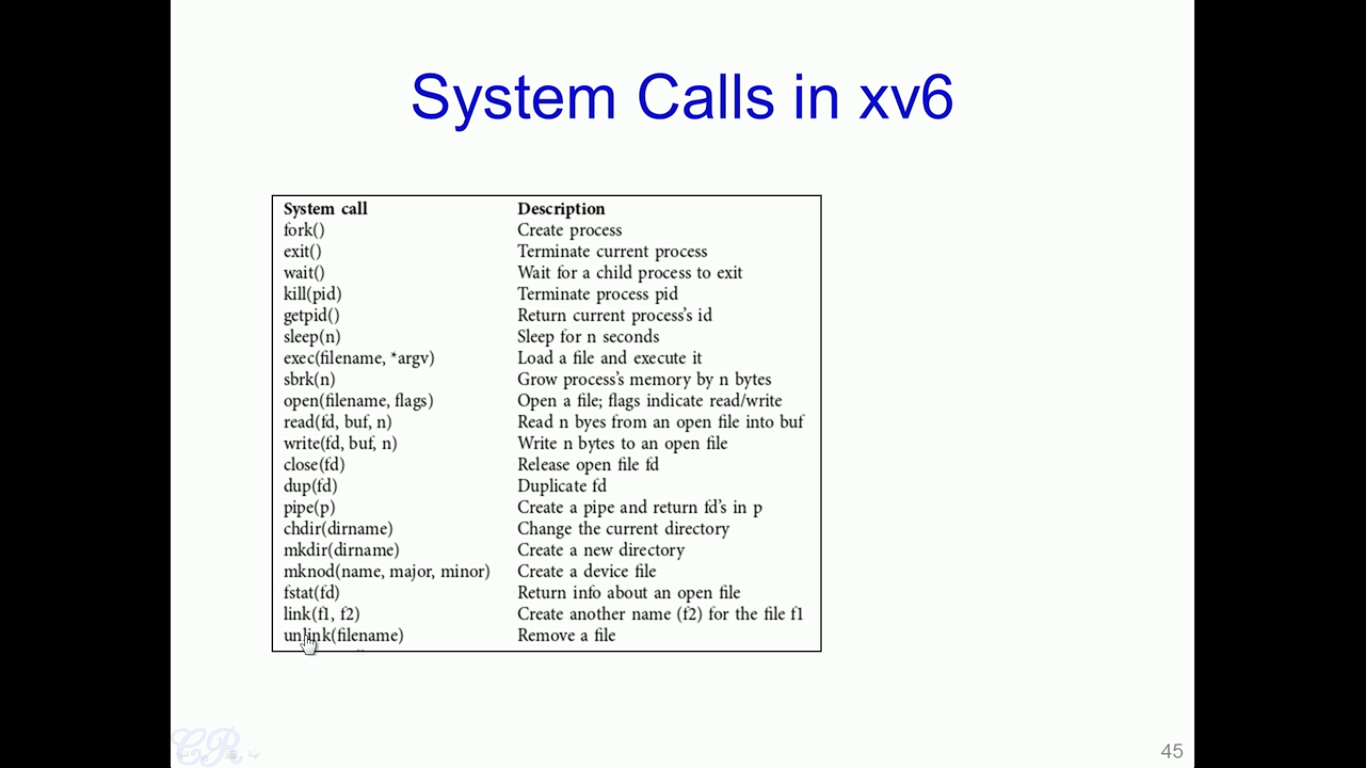 System Calls in xv6
System call Description
fork() Create process
exit() Terminate current process
wait() Wait for a child process to exit
kill(pid) Terminate process pid
getpid() Return current process's id
sleep(n) Sleep for n seconds
exec(filename, *argv) Load a file and execute it
sbrk(n) Grow process's memory by n bytes
open(filename, flags) Open a file; flags indicate read/write
read(fd, buf, n) Read n byes from an open file into buf
write(fd, buf, n) Write n bytes to an open file
close(fd) Release open file fd
dup(fd) Duplicate fd
pipe(p) Create a pipe and return fd's in p
chdir(dirname) Change the current directory
mkdir(dirname) Create a new directory
mknod(name, major, minor) Create a device file
fstat(fd) Return info about an open file
link(f1, f2) Create another name (f2) for the file f1
unlink(filename) Remove a file
CR
45